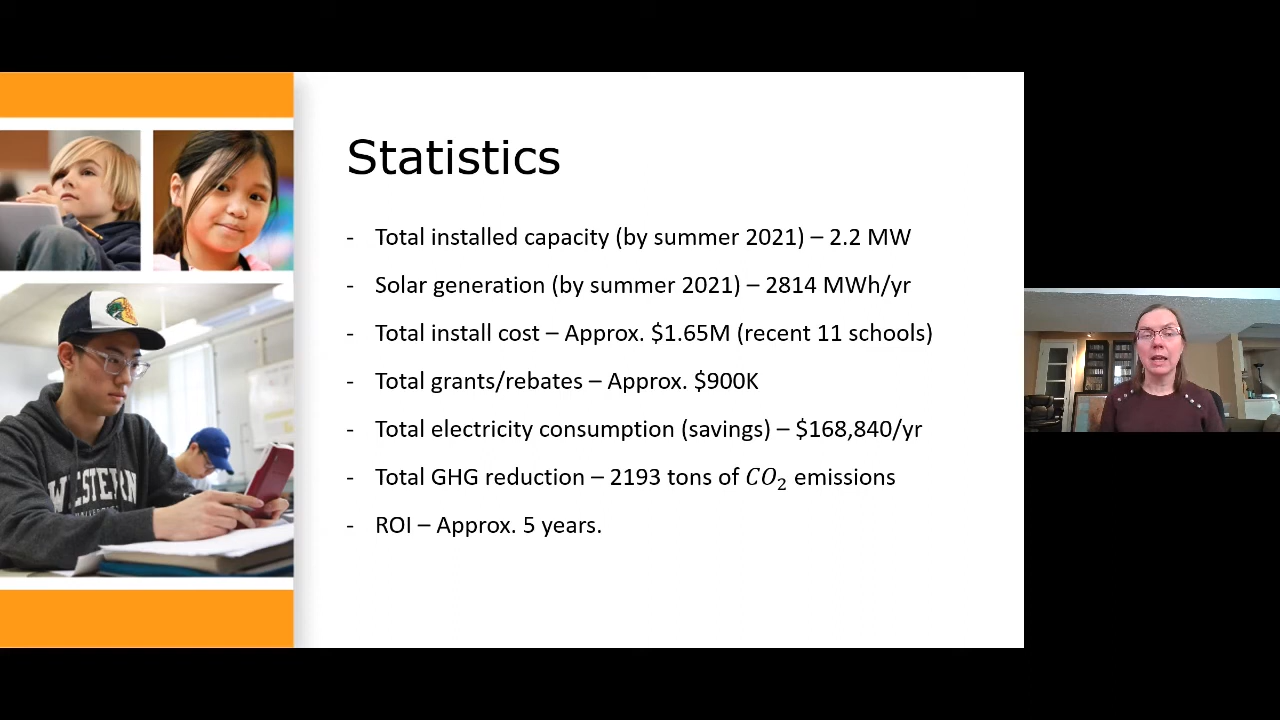 Statistics
- Total installed capacity (by summer 2021) – 2.2 MW
- Solar generation (by summer 2021) – 2814 MWh/yr
- Total install cost – Approx. $1.65M (recent 11 schools)
- Total grants/rebates – Approx. $900K
- Total electricity consumption (savings) – $168,840/yr
- Total GHG reduction – 2193 tons of CO₂ emissions
- ROI – Approx. 5 years.
WESTERN